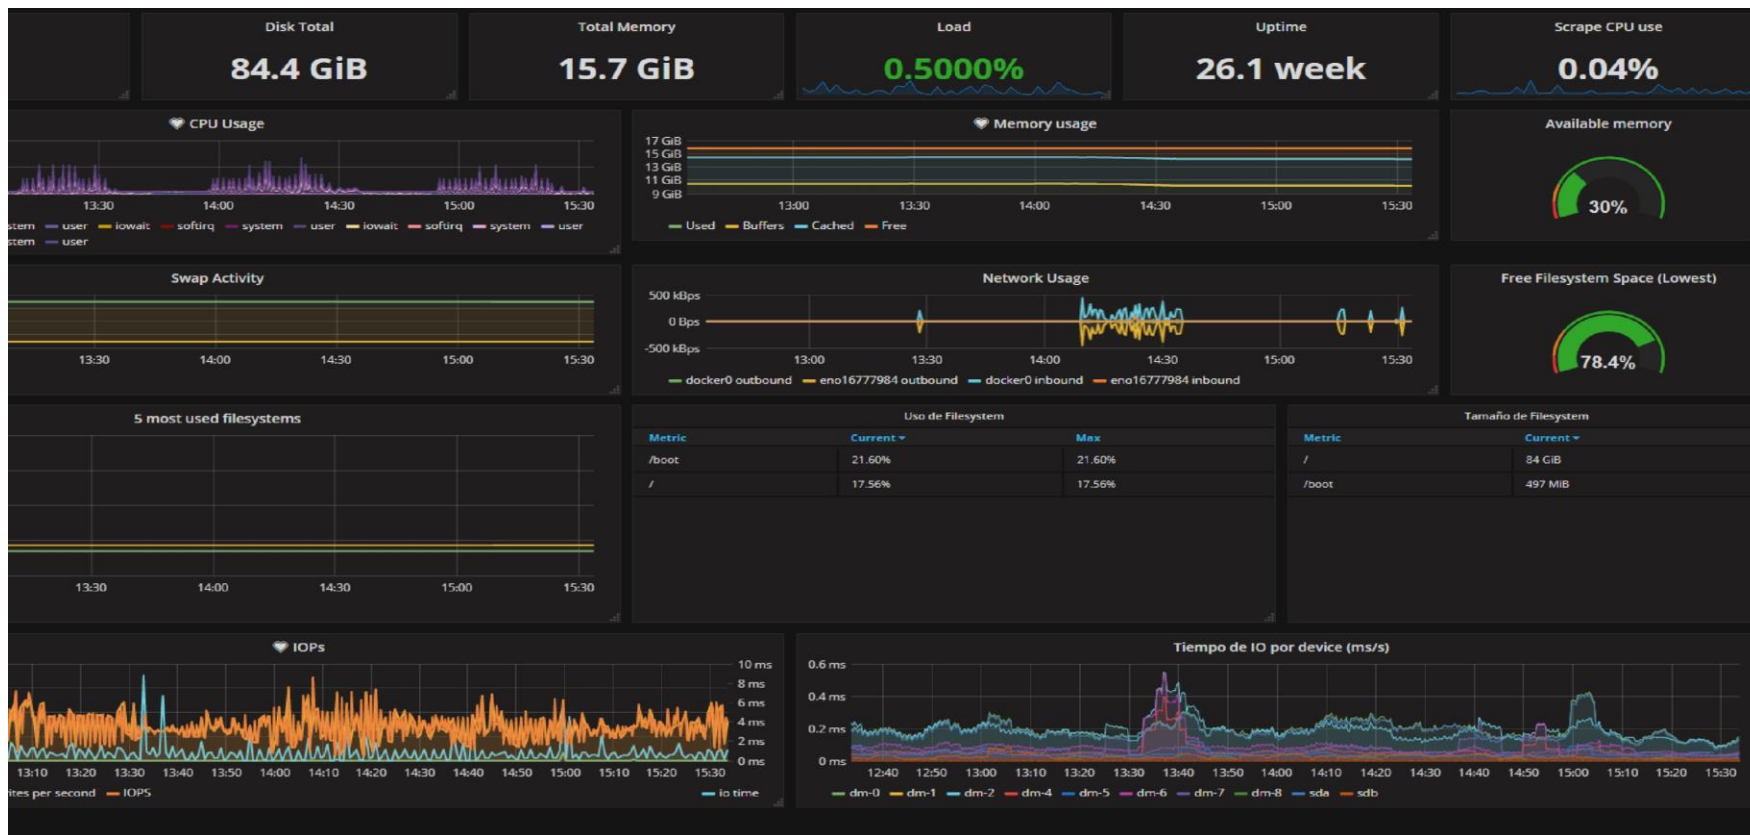 Disk Total
84.4 GiB
Total Memory
15.7 GiB
Load
0.5000%
Uptime
26.1 week
Scrape CPU use
0.04%
CPU Usage
13:30 14:00 14:30 15:00 15:30
stem user iowait softirq system user iowait softirq system user
stem user
Memory usage
17 GiB
15 GiB
13 GiB
11 GiB
9 GiB
13:00 13:30 14:00 14:30 15:00 15:30
Used Buffers Cached Free
Available memory
30%
Swap Activity
13:30 14:00 14:30 15:00 15:30
Network Usage
500 kBps
0 Bps
-500 kBps
13:00 13:30 14:00 14:30 15:00 15:30
docker0 outbound eno16777984 outbound docker0 inbound eno16777984 inbound
Free Filesystem Space (Lowest)
78.4%
5 most used filesystems
13:30 14:00 14:30 15:00 15:30
Uso de Filesystem
Metric Current Max
/boot 21.60% 21.60%
/ 17.56% 17.56%
Tamaño de Filesystem
Metric Current
/ 84 GiB
/boot 497 MiB
IOPs
10 ms
8 ms
6 ms
4 ms
2 ms
0 ms
13:10 13:20 13:30 13:40 13:50 14:00 14:10 14:20 14:30 14:40 14:50 15:00 15:10 15:20 15:30
ites per second IOPS io time
Tiempo de IO por device (ms/s)
0.6 ms
0.4 ms
0.2 ms
0 ms
12:40 12:50 13:00 13:10 13:20 13:30 13:40 13:50 14:00 14:10 14:20 14:30 14:40 14:50 15:00 15:10 15:20 15:30
dm-0 dm-1 dm-2 dm-4 dm-5 dm-6 dm-7 dm-8 sda sdb